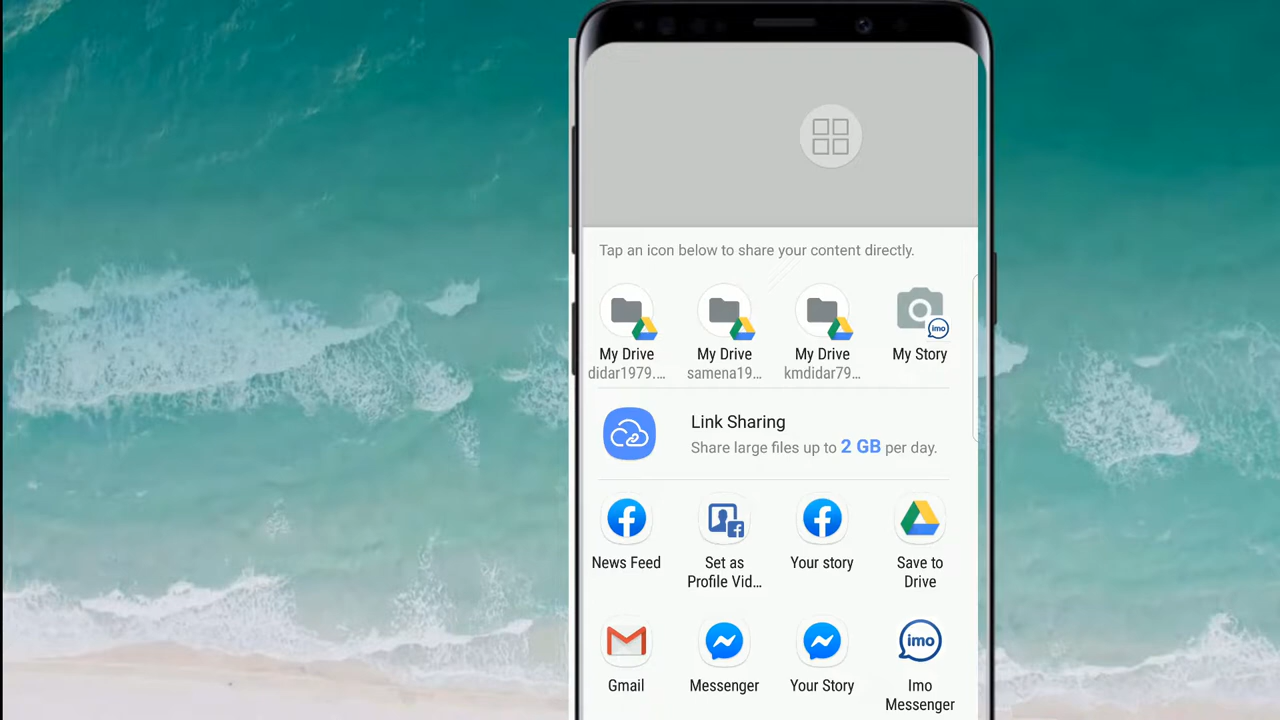 Tap an icon below to share your content directly.
imo
My Drive My Drive My Drive My Story
didar1979.... samena19... kmdidar79...
Link Sharing
Share large files up to 2 GB per day.
News Feed Set as Your story Save to
Profile Vid... Drive
imo
Gmail Messenger Your Story Imo
Messenger